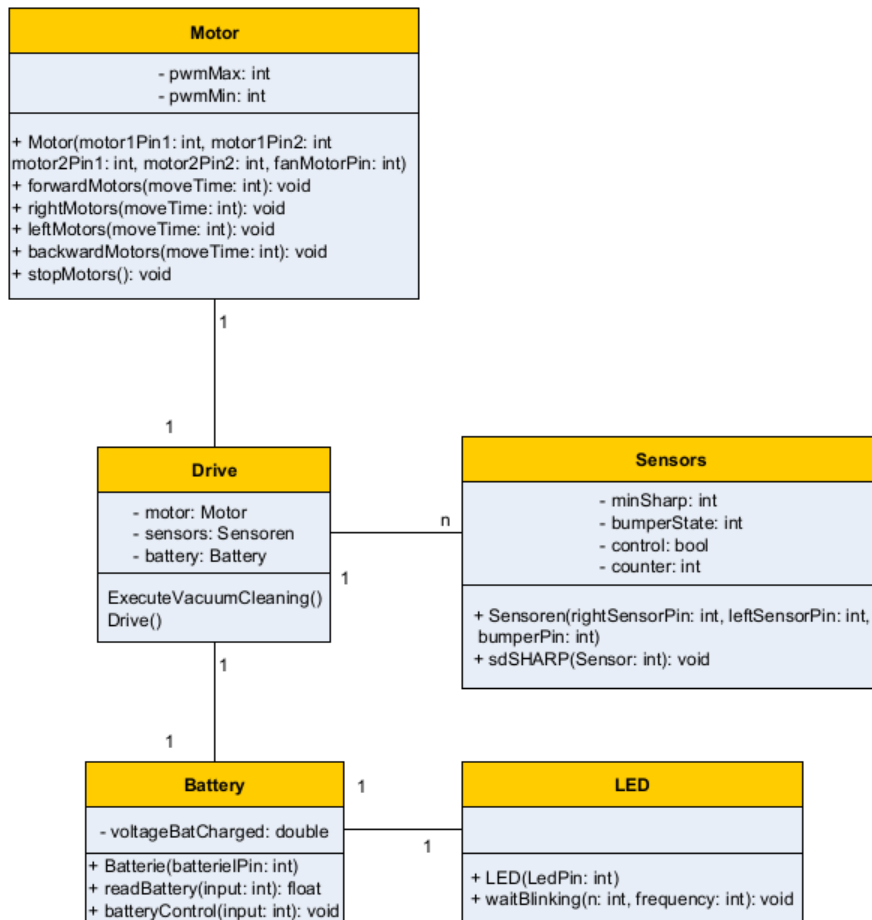 Motor
- pwmMax: int
- pwmMin: int
+ Motor(motor1Pin1: int, motor1Pin2: int
motor2Pin1: int, motor2Pin2: int, fanMotorPin: int)
+ forwardMotors(moveTime: int): void
+ rightMotors(moveTime: int): void
+ leftMotors(moveTime: int): void
+ backwardMotors(moveTime: int): void
+ stopMotors(): void
1
1
Drive
- motor: Motor
- sensors: Sensoren
- battery: Battery
ExecuteVacuumCleaning()
Drive()
1
n
Sensors
- minSharp: int
- bumperState: int
- control: bool
- counter: int
+ Sensoren(rightSensorPin: int, leftSensorPin: int,
bumperPin: int)
+ sdSHARP(Sensor: int): void
1
1
Battery
- voltageBatCharged: double
+ Batterie(batterielPin: int)
+ readBattery(input: int): float
+ batteryControl(input: int): void
1
1
LED
+ LED(LedPin: int)
+ waitBlinking(n: int, frequency: int): void